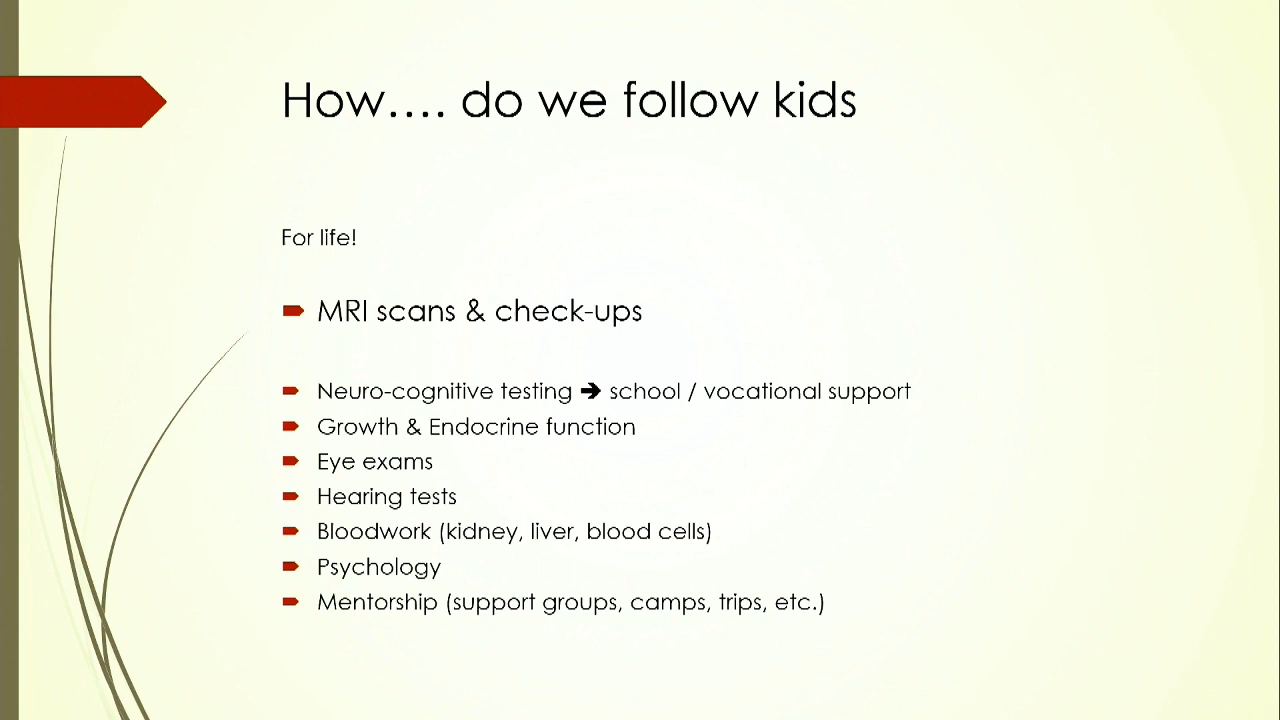 How.... do we follow kids
For life!
MRI scans & check-ups
Neuro-cognitive testing ➔ school / vocational support
Growth & Endocrine function
Eye exams
Hearing tests
Bloodwork (kidney, liver, blood cells)
Psychology
Mentorship (support groups, camps, trips, etc.)